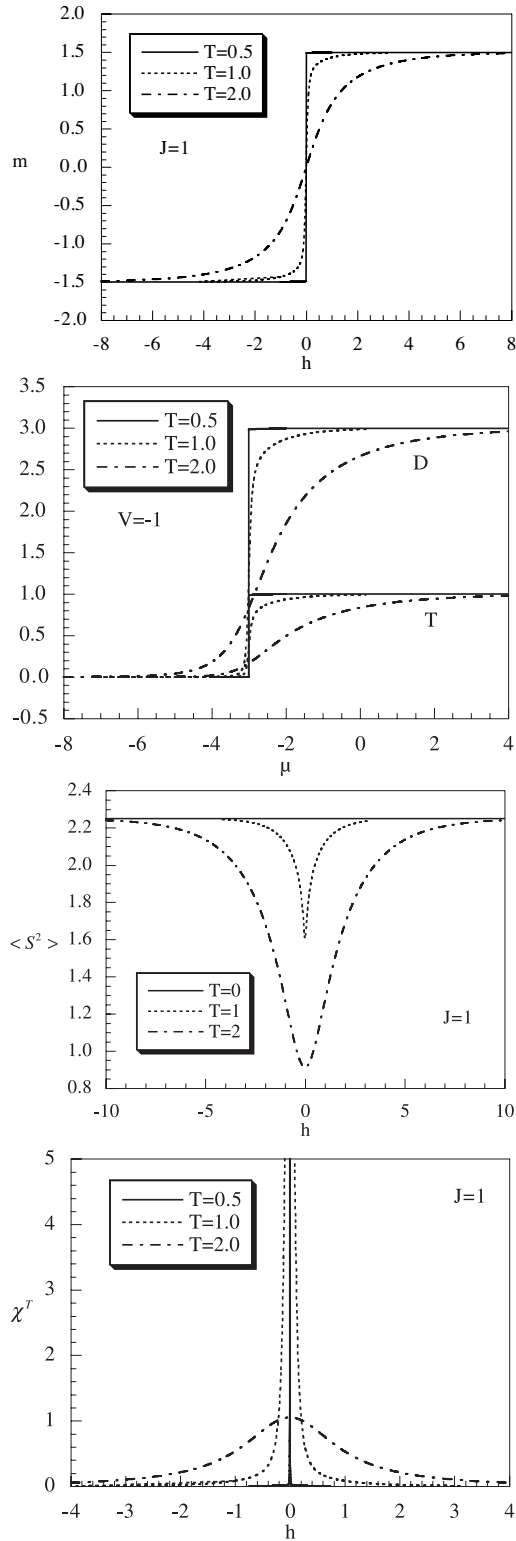 2.0
T=0.5
1.5
T=1.0
1.0
T=2.0
0.5
J=1
m
0.0
-0.5
-1.0
-1.5
-2.0
-8 -6 -4 -2 0 2 4 6 8
h
3.5
T=0.5
3.0
T=1.0
2.5
T=2.0
D
2.0
V=-1
1.5
1.0
T
0.5
0.0
-0.5
-8 -6 -4 -2 0 2 4
μ
2.4
2.2
2.0
1.8
1.6
< S² >
1.4
T=0
1.2
T=1
J=1
T=2
1.0
0.8
-10 -5 0 5 10
h
5
T=0.5
J=1
T=1.0
4
T=2.0
3
χᵀ
2
1
0
-4 -3 -2 -1 0 1 2 3 4
h